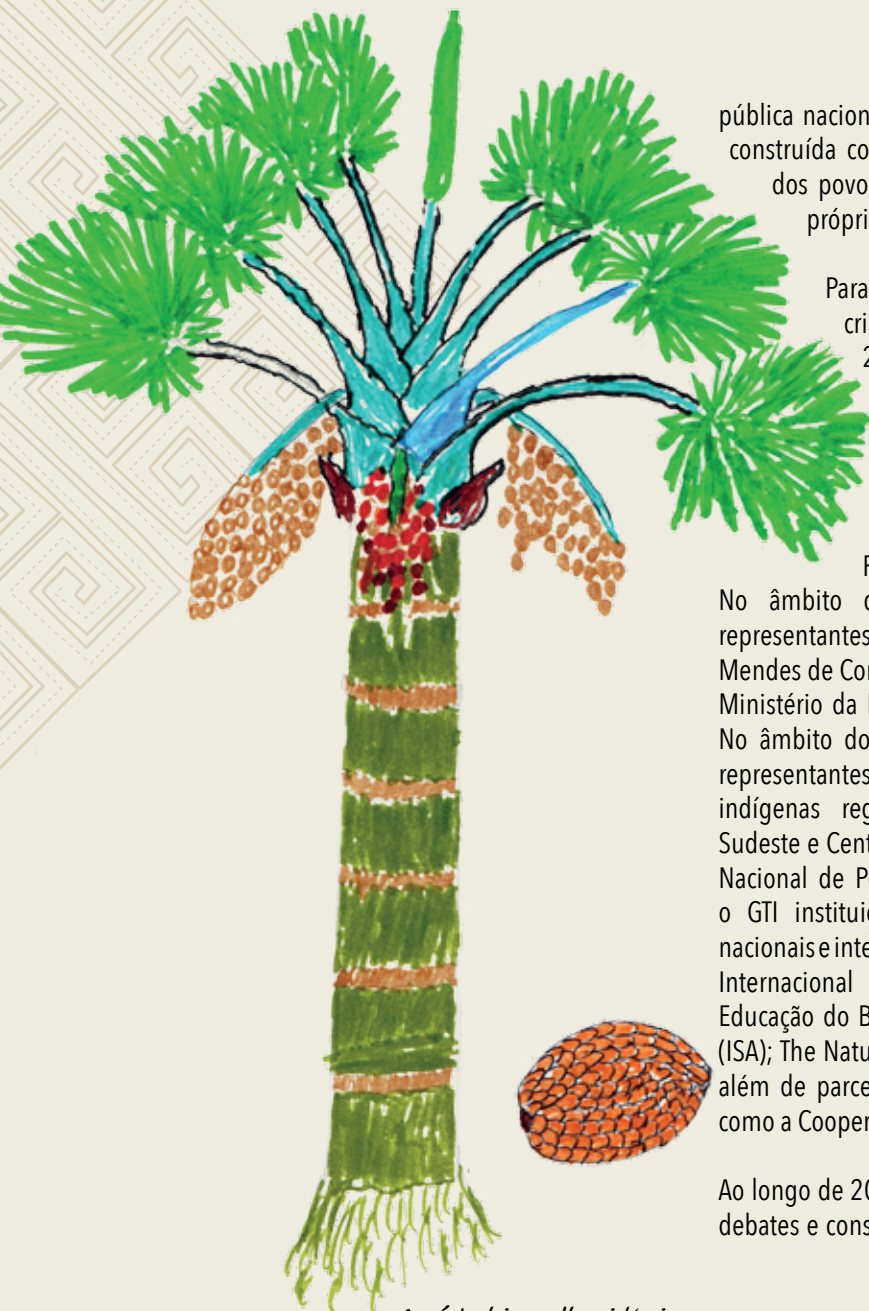 pública nacion
construída co
dos povo
própri
Para
cri
2
F
No âmbito
representantes
Mendes de Co
Ministério da
No âmbito do
representantes
indígenas reg
Sudeste e Cent
Nacional de P
o GTI institui
nacionais e inte
Internacional
Educação do B
(ISA); The Natu
além de parce
como a Cooper
Ao longo de 20
debates e cons